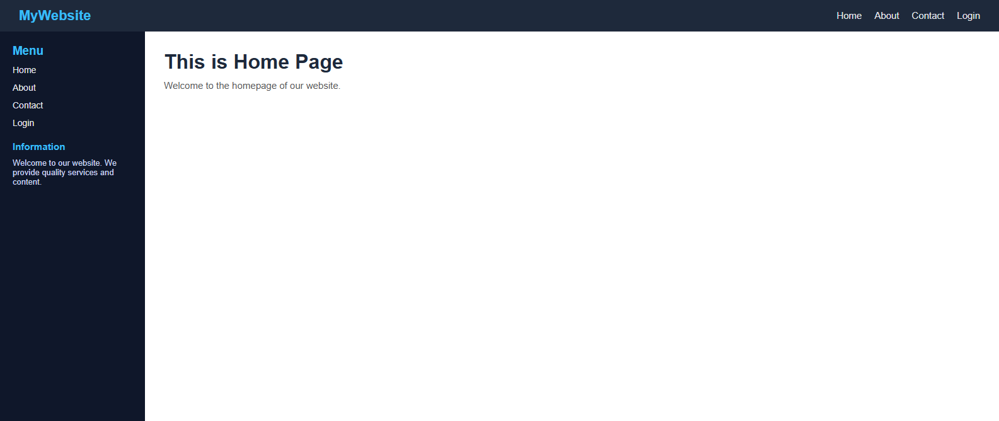 MyWebsite
Home About Contact Login
Menu
Home
About
Contact
Login
Information
Welcome to our website. We
provide quality services and
content.
This is Home Page
Welcome to the homepage of our website.